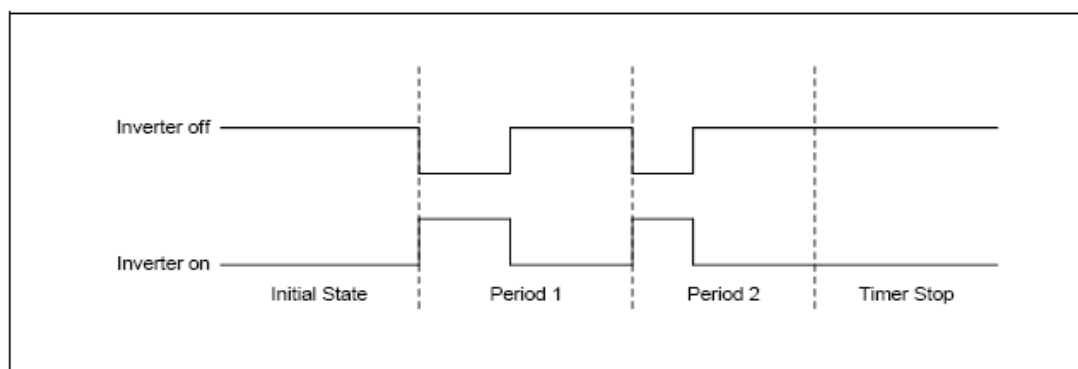 Inverter off
Inverter on
Initial State Period 1 Period 2 Timer Stop